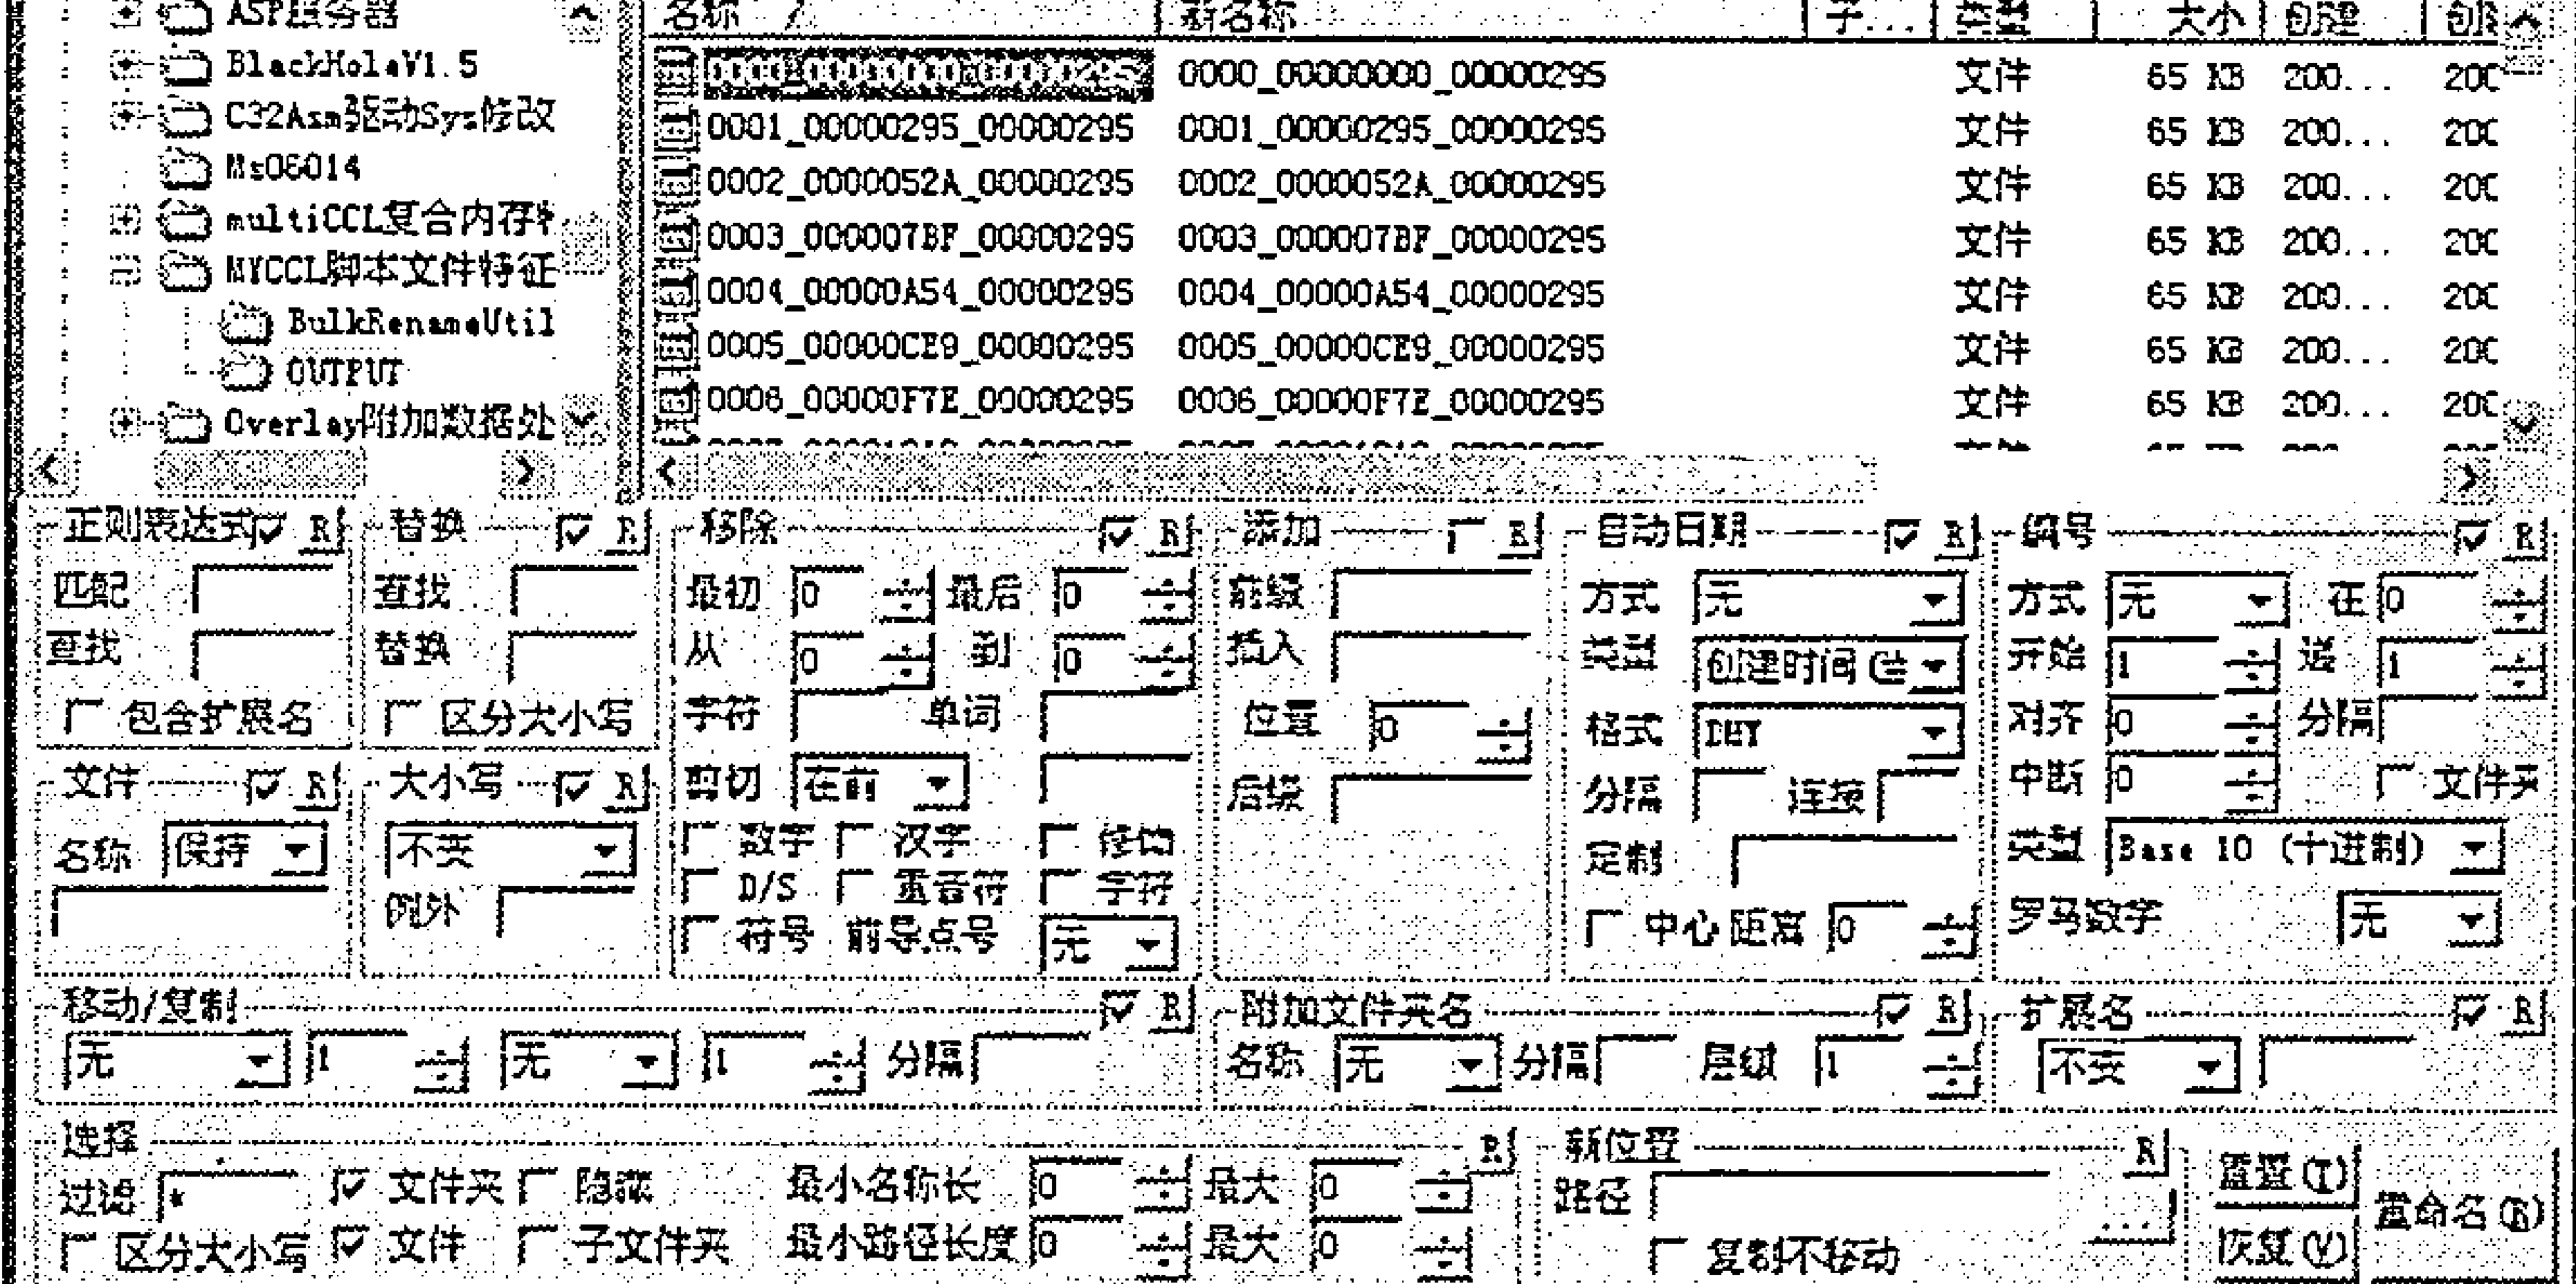 ASP服务器
BlackHoleV1.5
C32Asm驱动Sys修改
Ms06014
multiCCL复合内存
MYCCL脚本文件特征
BulkRenameUtil
OUTPUT
Overlay附加数据处
名称 新名称 子... 类型 大小 创建
0000_00000000_00000295 0000_00000000_00000295 文件 65 KB 200... 200
0001_00000295_00000295 0001_00000295_00000295 文件 65 KB 200... 200
0002_0000052A_00000295 0002_0000052A_00000295 文件 65 KB 200... 200
0003_000007BF_00000295 0003_000007BF_00000295 文件 65 KB 200... 200
0004_00000A54_00000295 0004_00000A54_00000295 文件 65 KB 200... 200
0005_00000CE9_00000295 0005_00000CE9_00000295 文件 65 KB 200... 200
0006_00000F7E_00000295 0006_00000F7E_00000295 文件 65 KB 200... 200
正则表达式 R 替换 R 移除 R 添加 R 自动日期 R 编号 R
匹配 查找 最初 0 最后 0 前缀 方式 无 方式 无 在 0
查找 替换 从 0 到 0 插入 类型 创建时间 开始 1 递 1
包含扩展名 区分大小写 字符 单词 位置 0 格式 DMY 对齐 0 分隔
文件 R 大小写 R 剪切 在前 后缀 分隔 连接 中断 0 文件夹
名称 保持 不变 数字 汉字 修饰 定制 类型 Base 10 (十进制)
例外 D/S 重音符 字符
符号 前导点号 无 中心 距离 0 罗马数字 无
移动/复制 R 附加文件夹名 R 扩展名 R
无 1 无 1 分隔 名称 无 分隔 层级 1 不变
选择 R 新位置 R
过滤 * 文件夹 隐藏 最小名称长 0 最大 0 路径 ... 重置(T) 重命名(R)
区分大小写 文件 子文件夹 最小路径长度 0 最大 0 复制不移动 恢复(V)